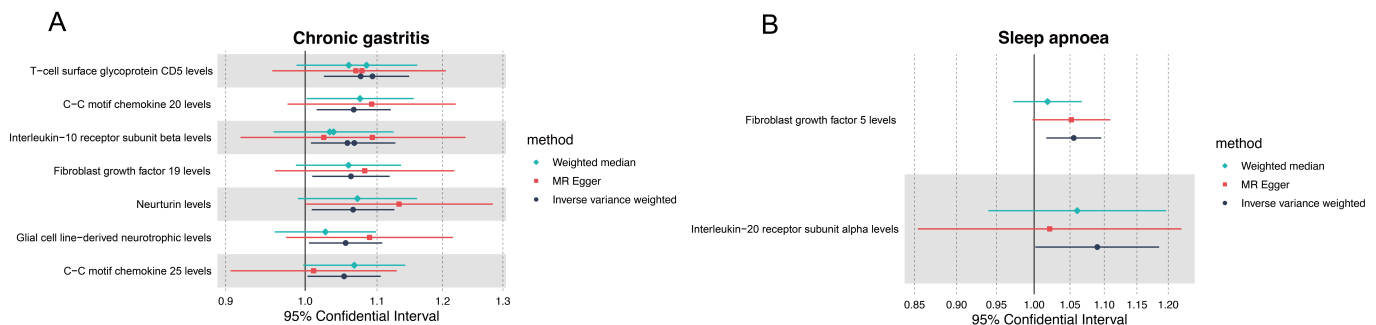 A
Chronic gastritis
T−cell surface glycoprotein CD5 levels
C−C motif chemokine 20 levels
Interleukin−10 receptor subunit beta levels
Fibroblast growth factor 19 levels
Neurturin levels
Glial cell line−derived neurotrophic levels
C−C motif chemokine 25 levels
0.9 1.0 1.1 1.2 1.3
95% Confidential Interval
method
Weighted median
MR Egger
Inverse variance weighted
B
Sleep apnoea
Fibroblast growth factor 5 levels
Interleukin−20 receptor subunit alpha levels
0.85 0.90 0.95 1.00 1.05 1.10 1.15 1.20
95% Confidential Interval
method
Weighted median
MR Egger
Inverse variance weighted